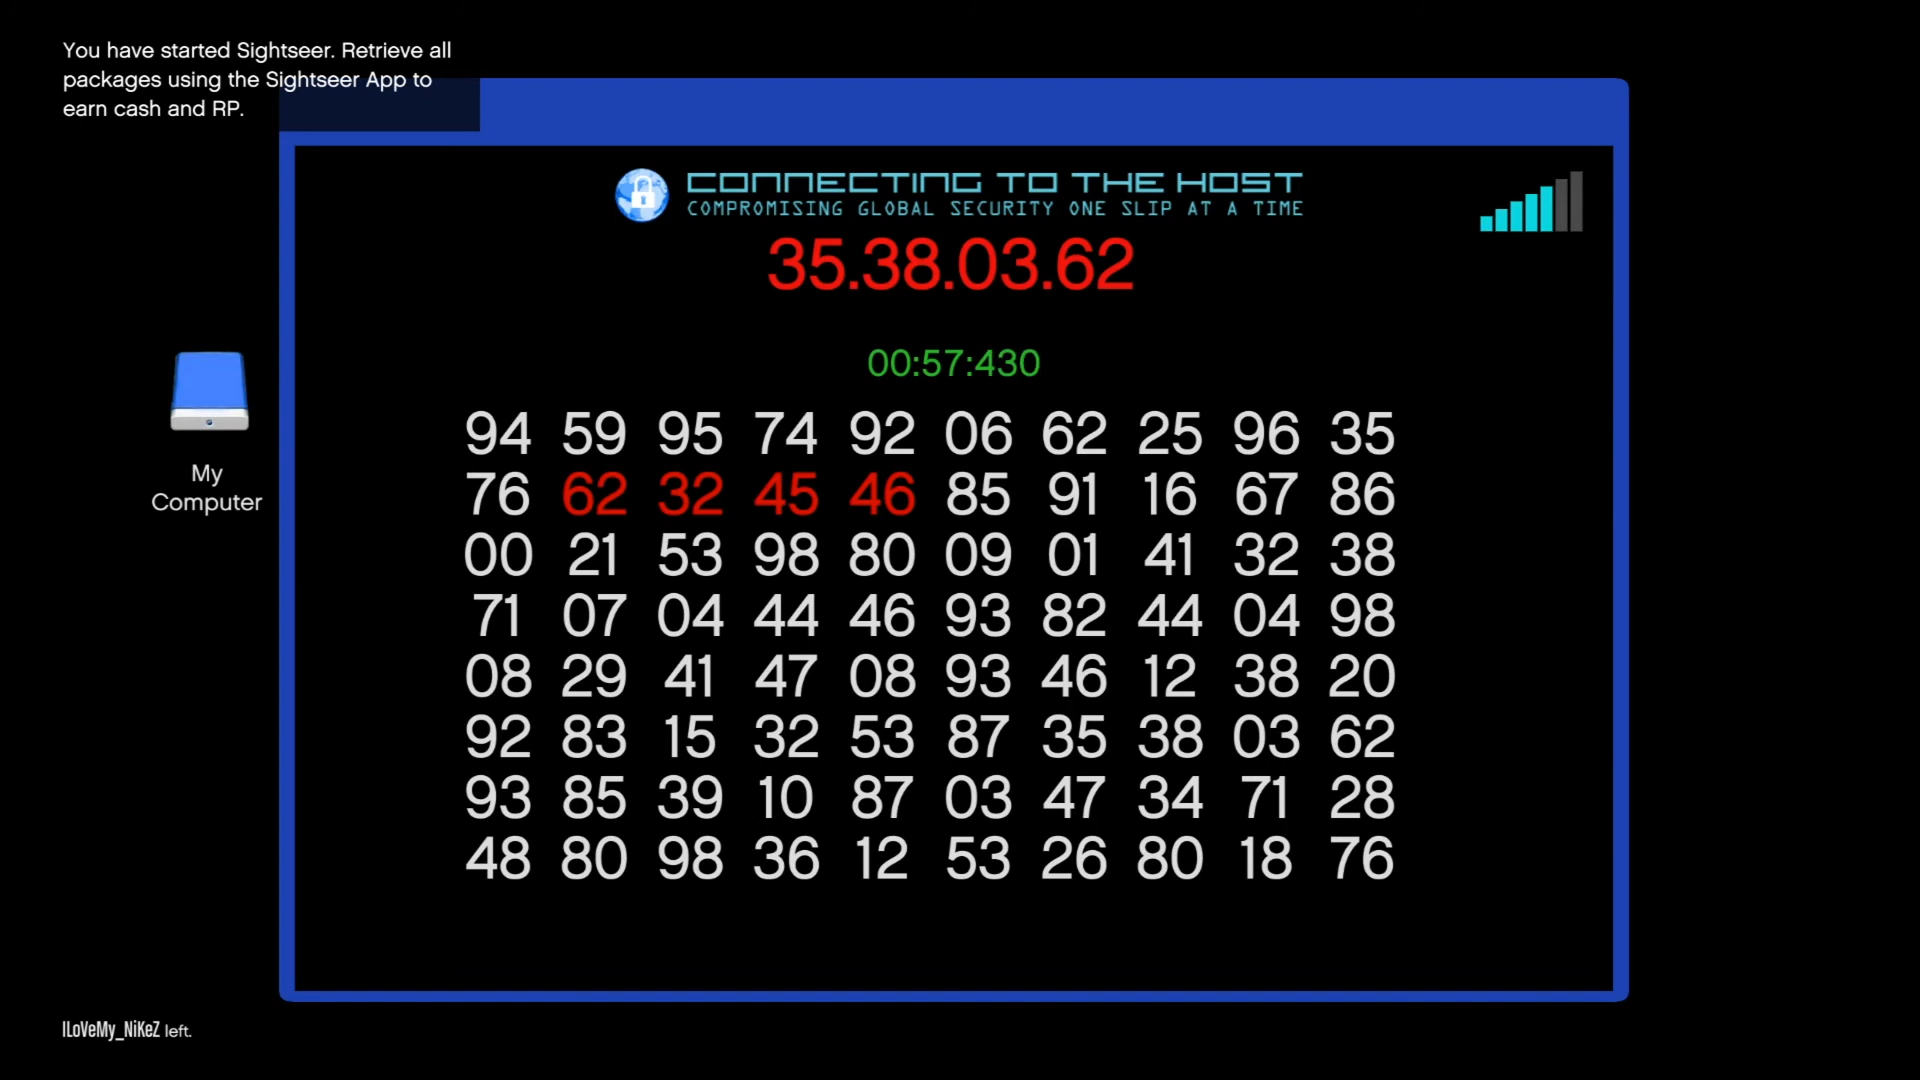 You have started Sightseer. Retrieve all
packages using the Sightseer App to
earn cash and RP.
CONNECTING TO THE HOST
COMPROMISING GLOBAL SECURITY ONE SLIP AT A TIME
35.38.03.62
00:57:430
94 59 95 74 92 06 62 25 96 35
76 62 32 45 46 85 91 16 67 86
00 21 53 98 80 09 01 41 32 38
71 07 04 44 46 93 82 44 04 98
08 29 41 47 08 93 46 12 38 20
92 83 15 32 53 87 35 38 03 62
93 85 39 10 87 03 47 34 71 28
48 80 98 36 12 53 26 80 18 76
My
Computer
ILoVeMy_NiKeZ left.